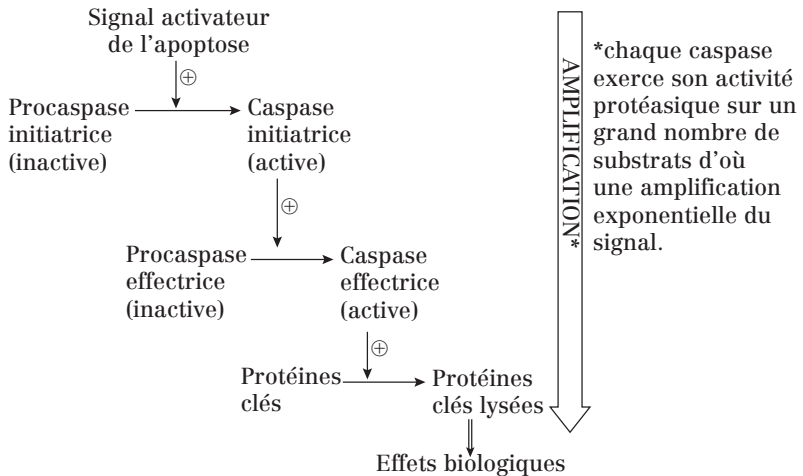 Signal activateur
de l'apoptose
⊕
Procaspase
initiatrice
(inactive)
Caspase
initiatrice
(active)
⊕
Procaspase
effectrice
(inactive)
Caspase
effectrice
(active)
⊕
Protéines
clés
Protéines
clés lysées
Effets biologiques
AMPLIFICATION*
*chaque caspase
exerce son activité
protéasique sur un
grand nombre de
substrats d'où
une amplification
exponentielle du
signal.